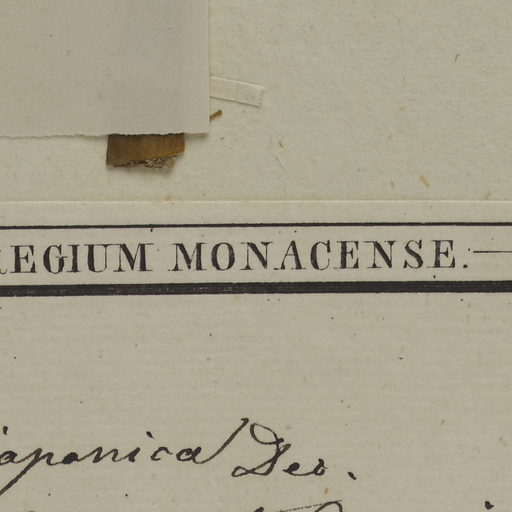 REGIUM MONACENSE.
japonica Dec.